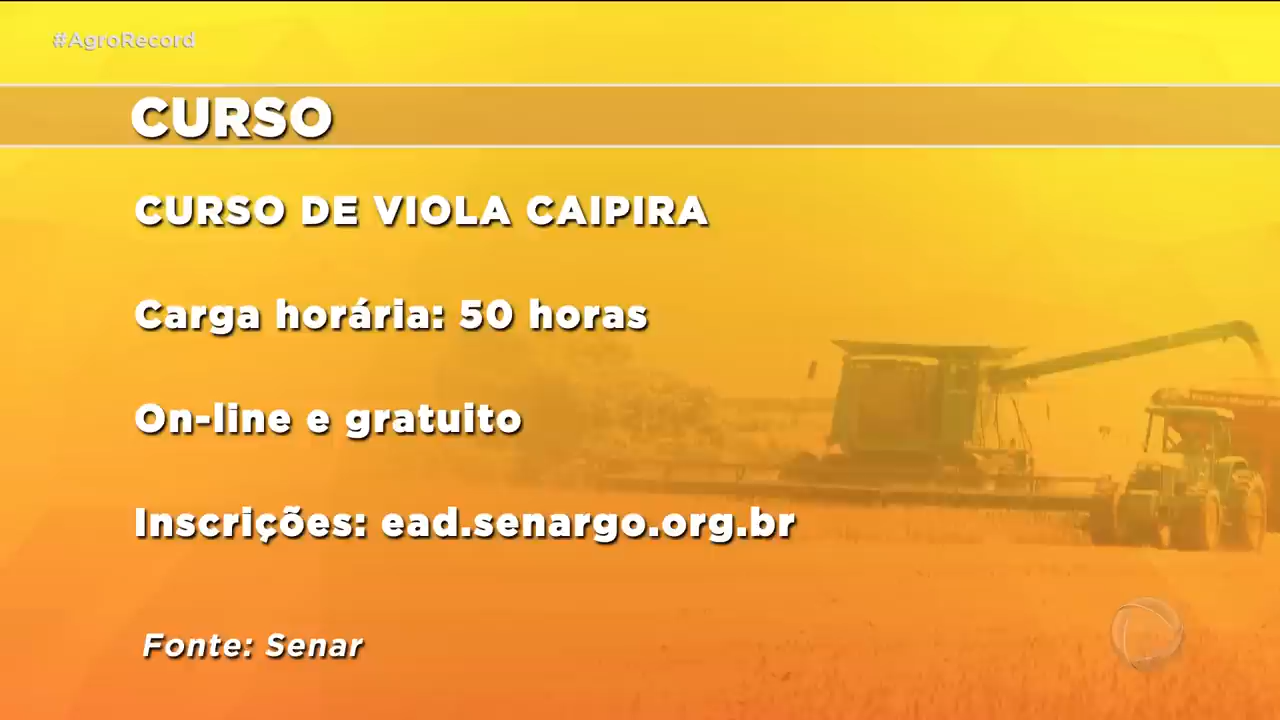 #AgroRecord
CURSO
CURSO DE VIOLA CAIPIRA
Carga horária: 50 horas
On-line e gratuito
Inscrições: ead.senargo.org.br
Fonte: Senar